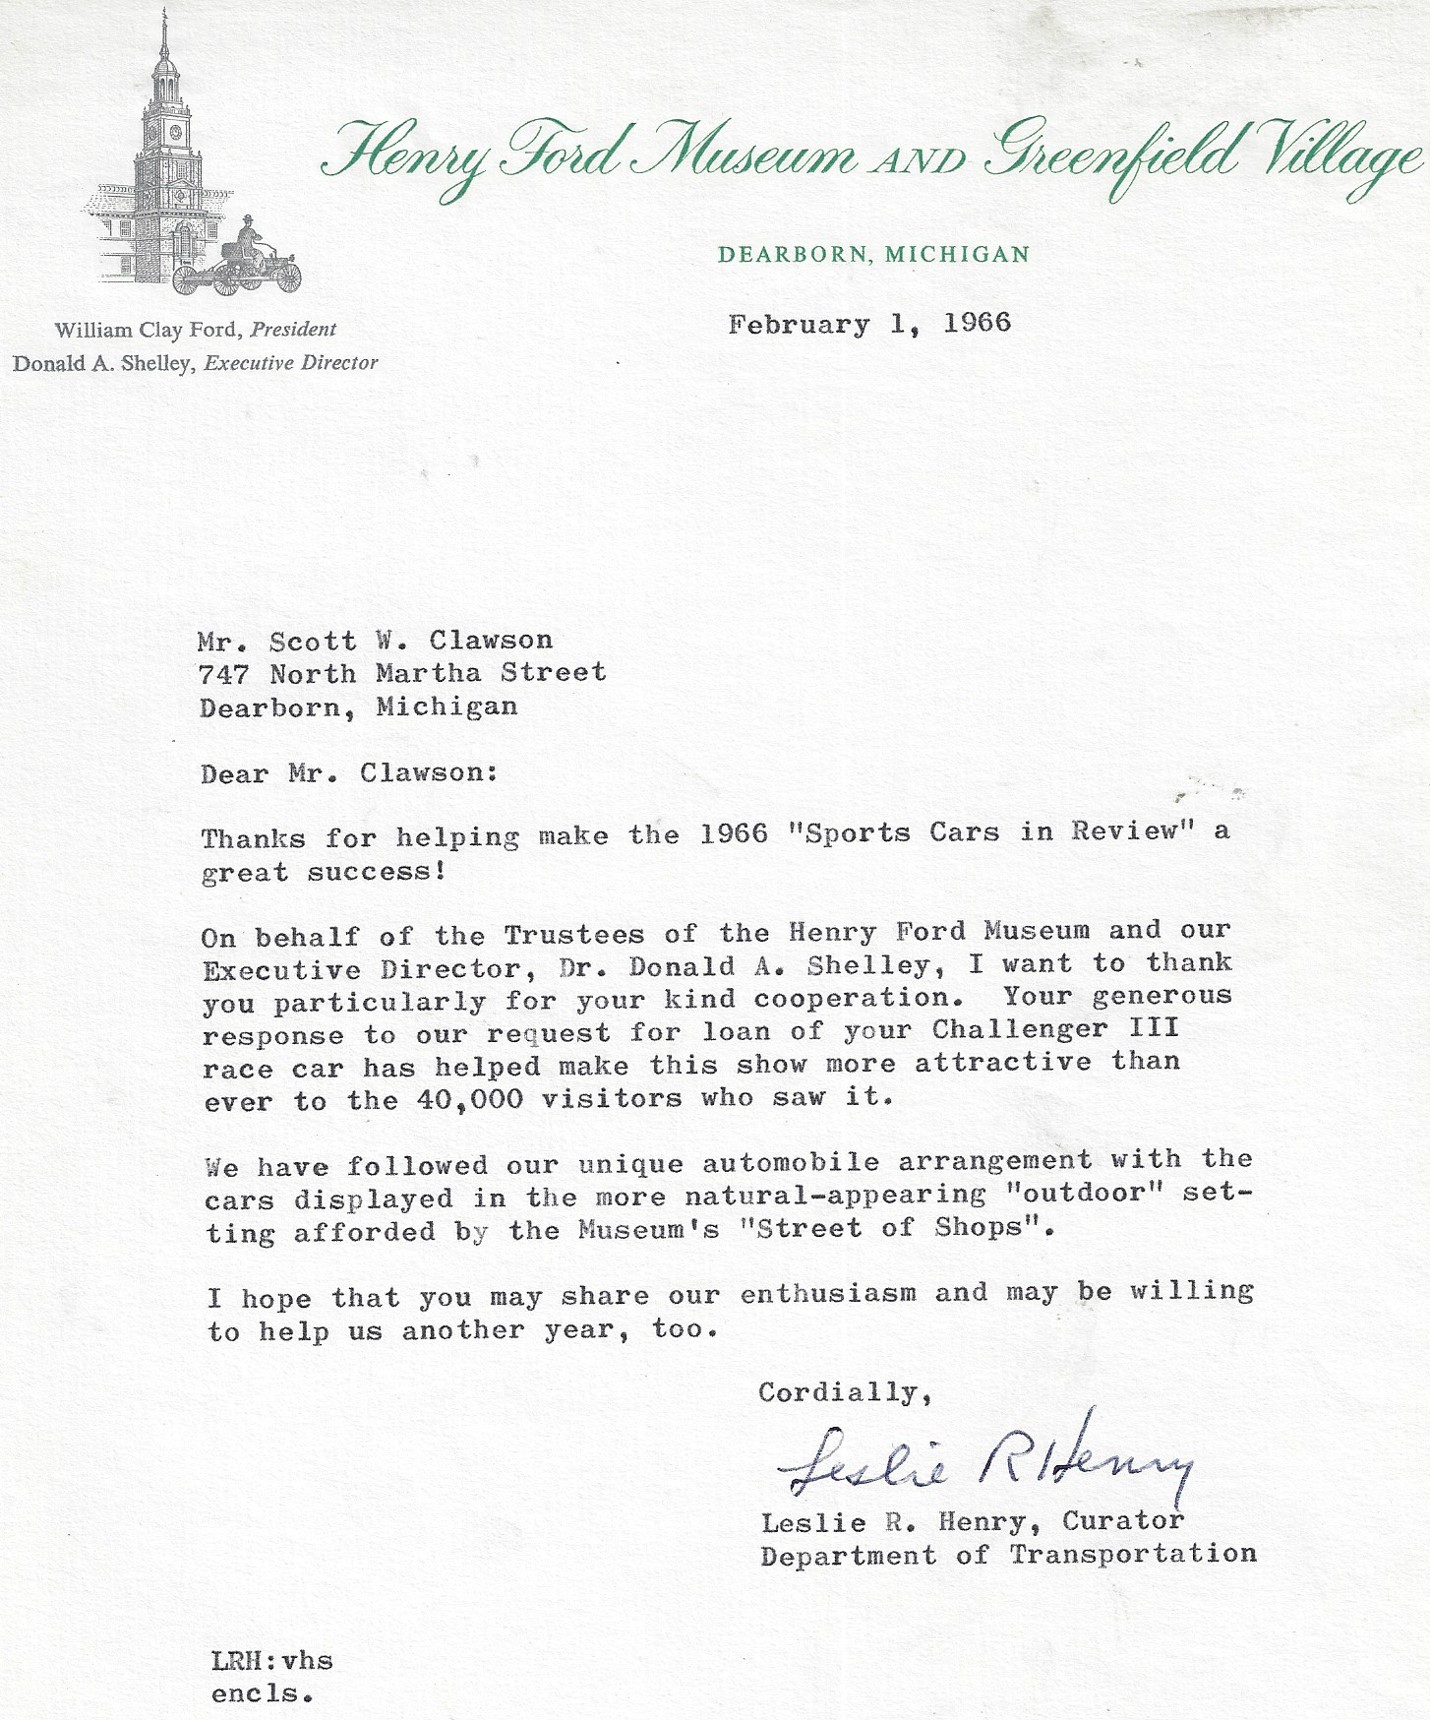 Henry Ford Museum AND Greenfield Village
DEARBORN, MICHIGAN
William Clay Ford, President
Donald A. Shelley, Executive Director
February 1, 1966
Mr. Scott W. Clawson
747 North Martha Street
Dearborn, Michigan
Dear Mr. Clawson:
Thanks for helping make the 1966 "Sports Cars in Review" a
great success!
On behalf of the Trustees of the Henry Ford Museum and our
Executive Director, Dr. Donald A. Shelley, I want to thank
you particularly for your kind cooperation.  Your generous
response to our request for loan of your Challenger III
race car has helped make this show more attractive than
ever to the 40,000 visitors who saw it.
We have followed our unique automobile arrangement with the
cars displayed in the more natural-appearing "outdoor" set-
ting afforded by the Museum's "Street of Shops".
I hope that you may share our enthusiasm and may be willing
to help us another year, too.
Cordially,
Leslie R Henry
Leslie R. Henry, Curator
Department of Transportation
LRH:vhs
encls.